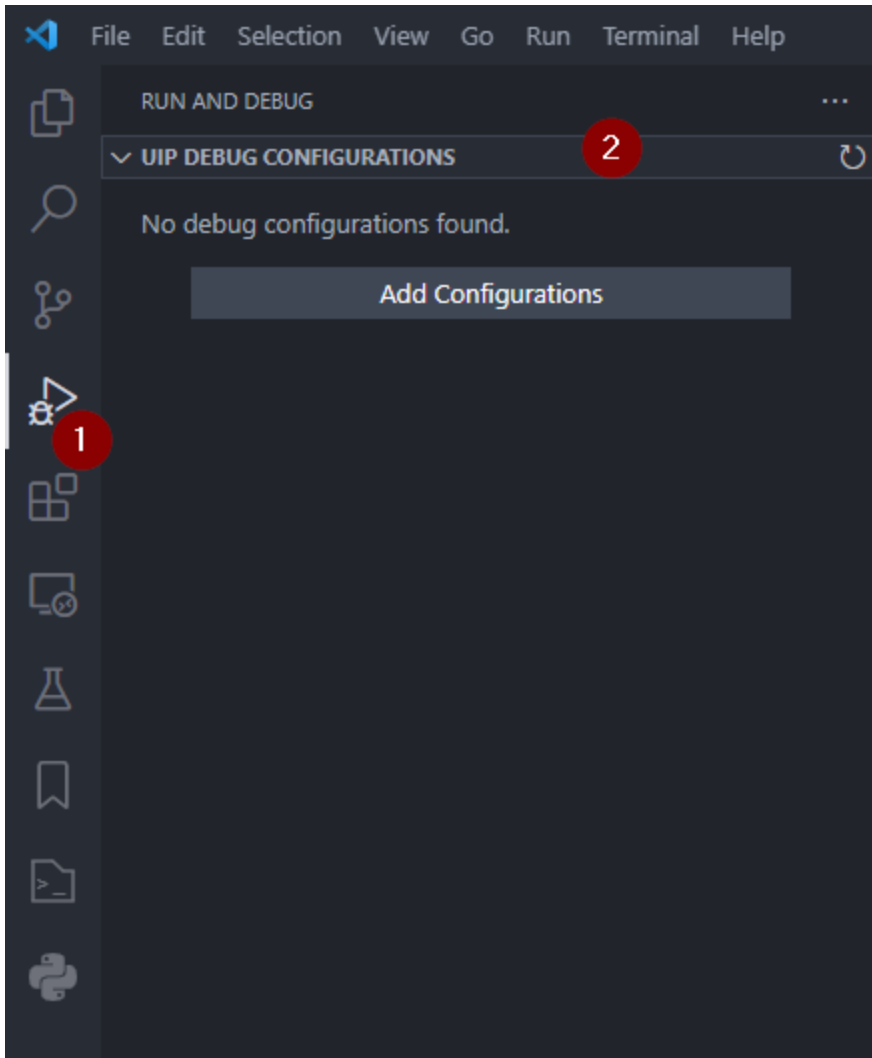 File Edit Selection View Go Run Terminal Help
RUN AND DEBUG
UIP DEBUG CONFIGURATIONS 2
No debug configurations found.
Add Configurations
1